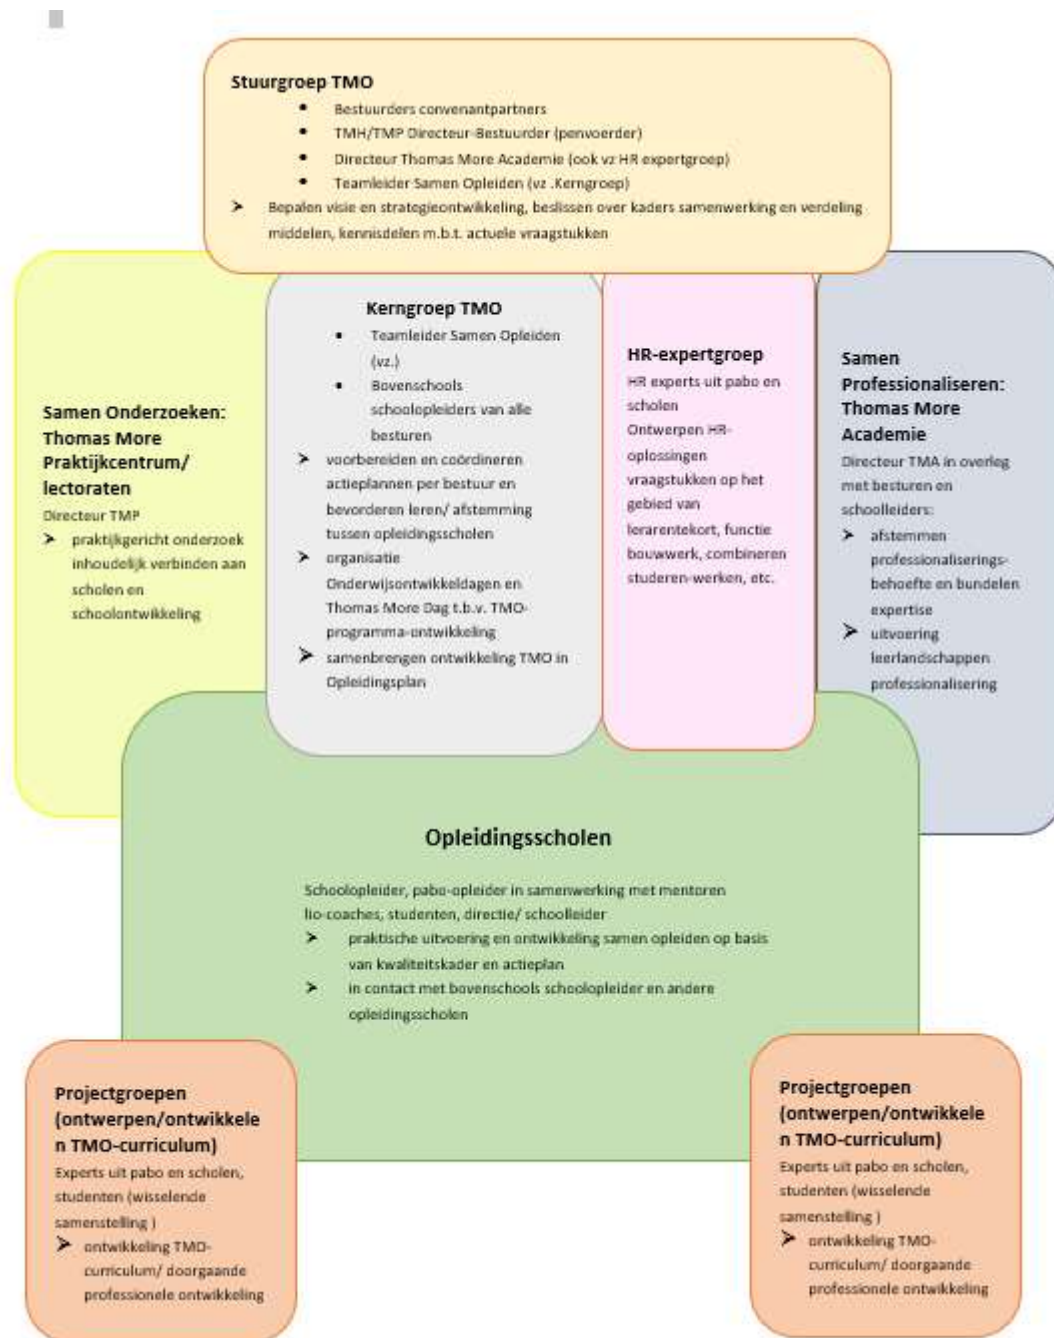 Stuurgroep TMO
• Bestuurders convenantpartners
• TMH/TMP Directeur-Bestuurder (penvoerder)
• Directeur Thomas More Academie (ook vz HR expertgroep)
• Teamleider Samen Opleiden (vz .Kerngroep)
➢ Bepalen visie en strategieontwikkeling, beslissen over kaders samenwerking en verdeling
middelen, kennisdelen m.b.t. actuele vraagstukken
Samen Onderzoeken:
Thomas More
Praktijkcentrum/
lectoraten
Directeur TMP
➢ praktijkgericht onderzoek
inhoudelijk verbinden aan
scholen en
schoolontwikkeling
Kerngroep TMO
• Teamleider Samen Opleiden
(vz.)
• Bovenschools
schoolopleiders van alle
besturen
➢ voorbereiden en coördineren
actieplannen per bestuur en
bevorderen leren/ afstemming
tussen opleidingsscholen
➢ organisatie
Onderwijsontwikkeldagen en
Thomas More Dag t.b.v. TMO-
programma-ontwikkeling
➢ samenbrengen ontwikkeling TMO in
Opleidingsplan
HR-expertgroep
HR experts uit pabo en
scholen
Ontwerpen HR-
oplossingen
vraagstukken op het
gebied van
lerarentekort, functie
bouwwerk, combineren
studeren-werken, etc.
Samen
Professionaliseren:
Thomas More
Academie
Directeur TMA in overleg
met besturen en
schoolleiders:
➢ afstemmen
professionaliserings-
behoefte en bundelen
expertise
➢ uitvoering
leerlandschappen
professionalisering
Opleidingsscholen
Schoolopleider, pabo-opleider in samenwerking met mentoren
lio-coaches, studenten, directie/ schoolleider
➢ praktische uitvoering en ontwikkeling samen opleiden op basis
van kwaliteitskader en actieplan
➢ in contact met bovenschools schoolopleider en andere
opleidingsscholen
Projectgroepen
(ontwerpen/ontwikkele
n TMO-curriculum)
Experts uit pabo en scholen,
studenten (wisselende
samenstelling )
➢ ontwikkeling TMO-
curriculum/ doorgaande
professionele ontwikkeling
Projectgroepen
(ontwerpen/ontwikkele
n TMO-curriculum)
Experts uit pabo en scholen,
studenten (wisselende
samenstelling )
➢ ontwikkeling TMO-
curriculum/ doorgaande
professionele ontwikkeling